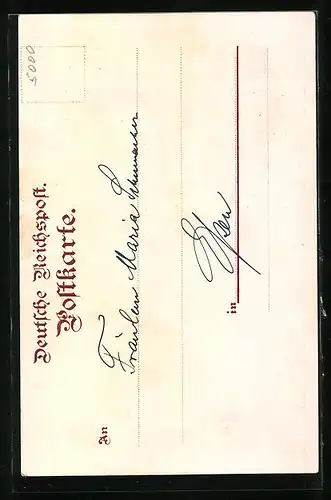 5000
Deutsche Reichspost.
Postkarte.
An Fräulein Maria
in